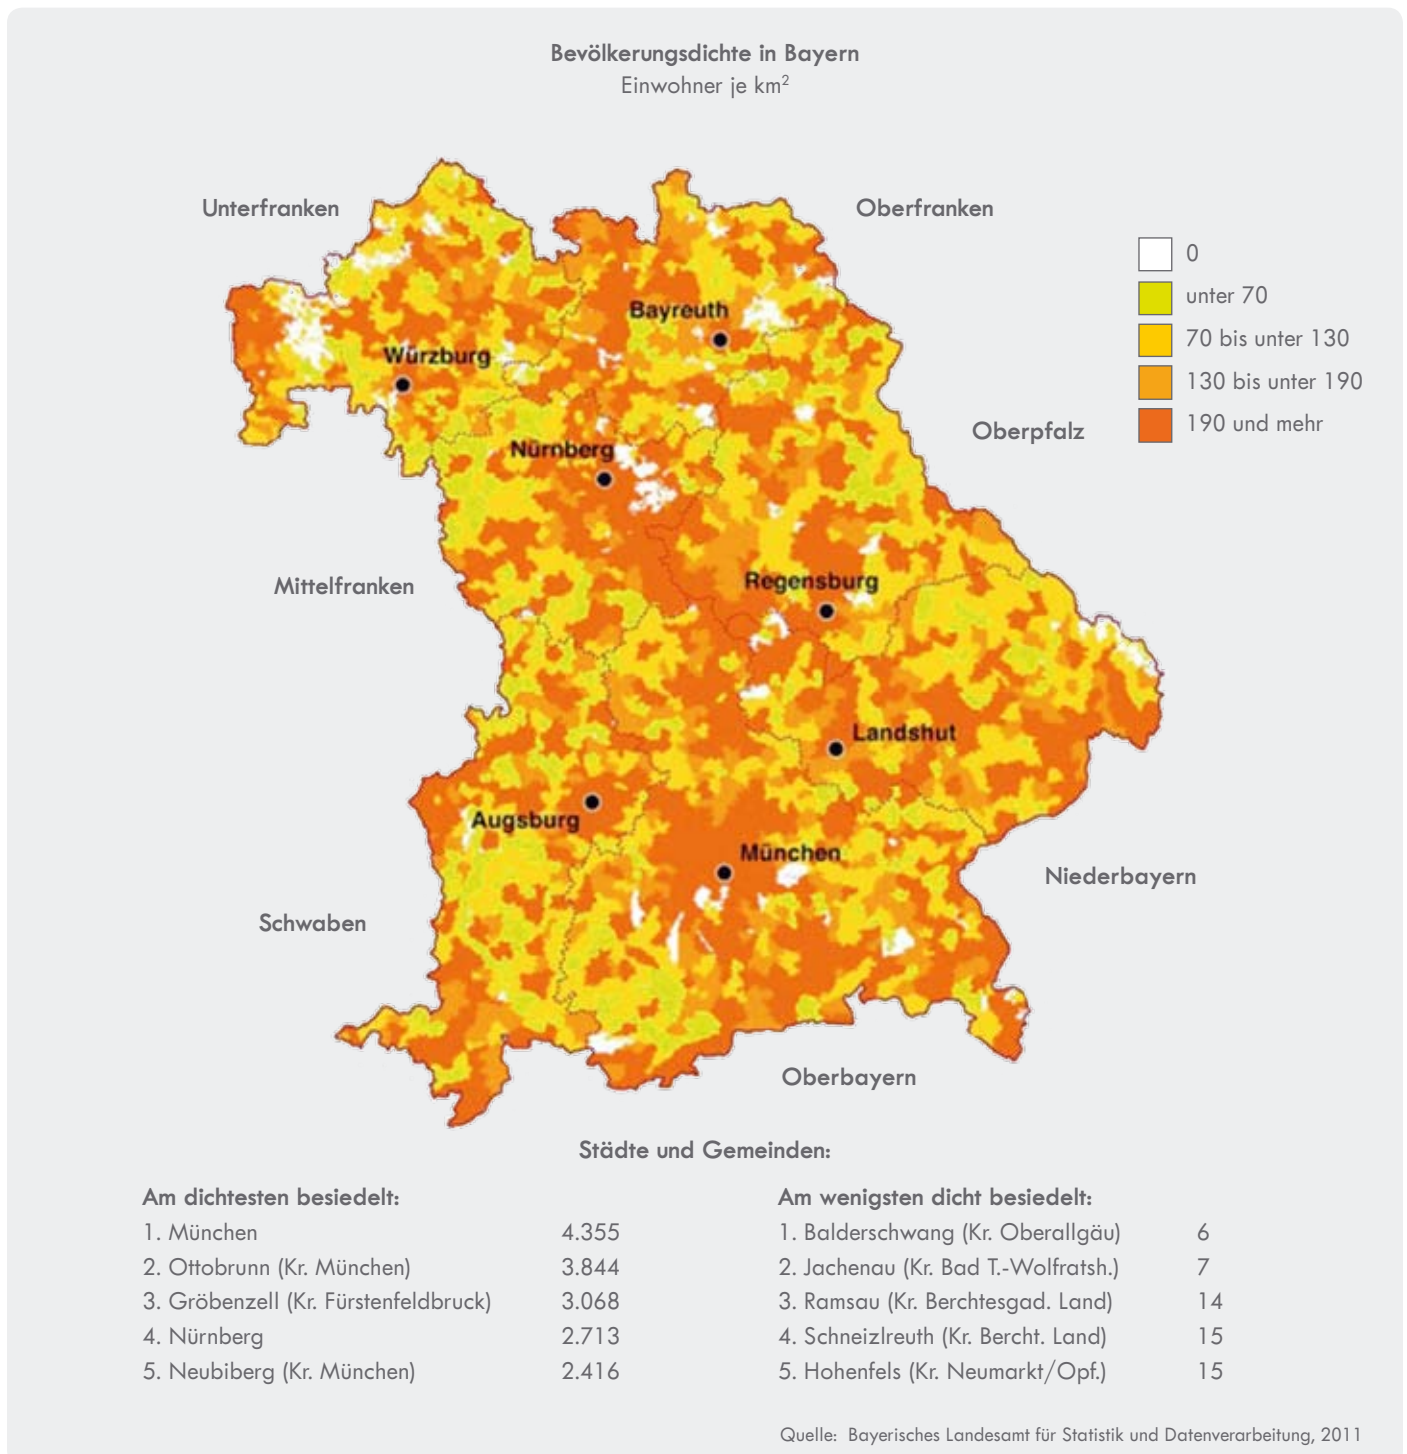 Bevölkerungsdichte in Bayern
Einwohner je km²
Unterfranken
Oberfranken
0
unter 70
70 bis unter 130
130 bis unter 190
190 und mehr
Bayreuth
Würzburg
Oberpfalz
Nürnberg
Mittelfranken
Regensburg
Landshut
Augsburg
München
Niederbayern
Schwaben
Oberbayern
Städte und Gemeinden:
Am dichtesten besiedelt:
1. München 4.355
2. Ottobrunn (Kr. München) 3.844
3. Gröbenzell (Kr. Fürstenfeldbruck) 3.068
4. Nürnberg 2.713
5. Neubiberg (Kr. München) 2.416
Am wenigsten dicht besiedelt:
1. Balderschwang (Kr. Oberallgäu) 6
2. Jachenau (Kr. Bad T.-Wolfratsh.) 7
3. Ramsau (Kr. Berchtesgad. Land) 14
4. Schneizlreuth (Kr. Bercht. Land) 15
5. Hohenfels (Kr. Neumarkt/Opf.) 15
Quelle: Bayerisches Landesamt für Statistik und Datenverarbeitung, 2011